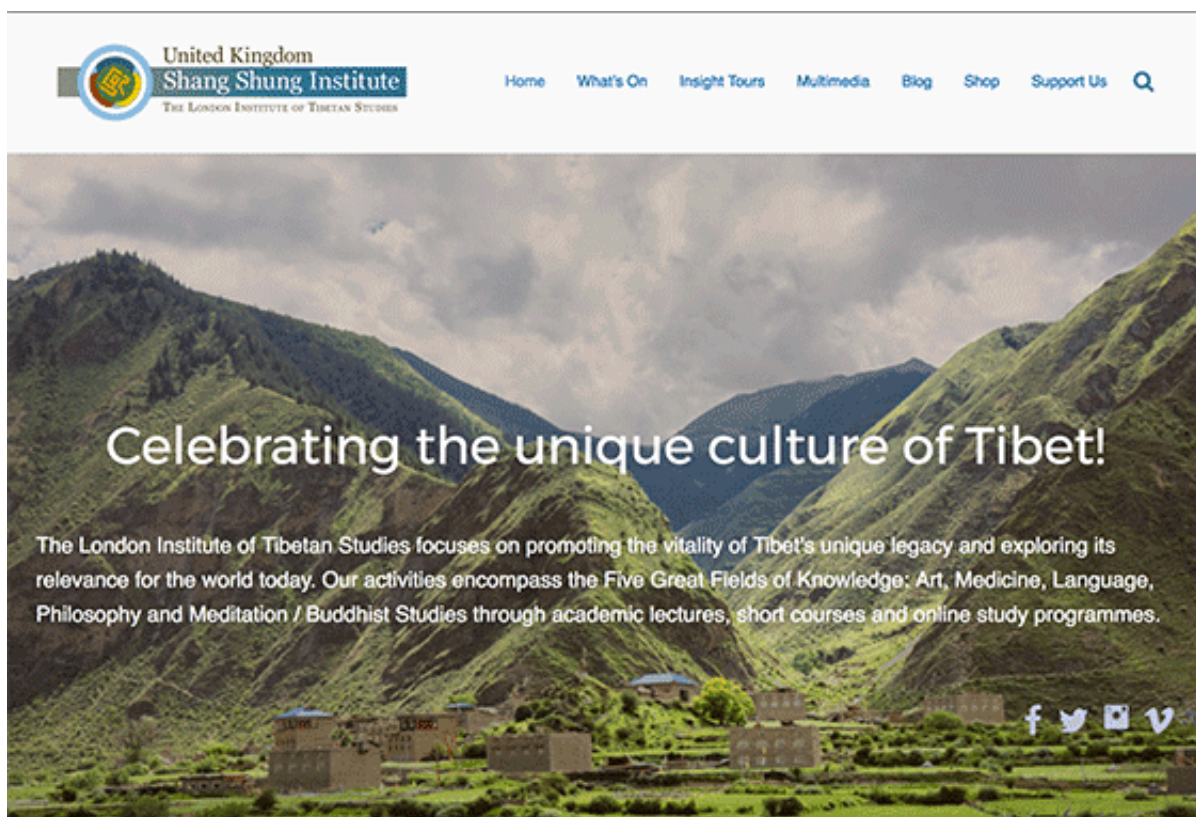 United Kingdom
Shang Shung Institute
The London Institute of Tibetan Studies
Home What's On Insight Tours Multimedia Blog Shop Support Us
Celebrating the unique culture of Tibet!
The London Institute of Tibetan Studies focuses on promoting the vitality of Tibet's unique legacy and exploring its
relevance for the world today. Our activities encompass the Five Great Fields of Knowledge: Art, Medicine, Language,
Philosophy and Meditation / Buddhist Studies through academic lectures, short courses and online study programmes.